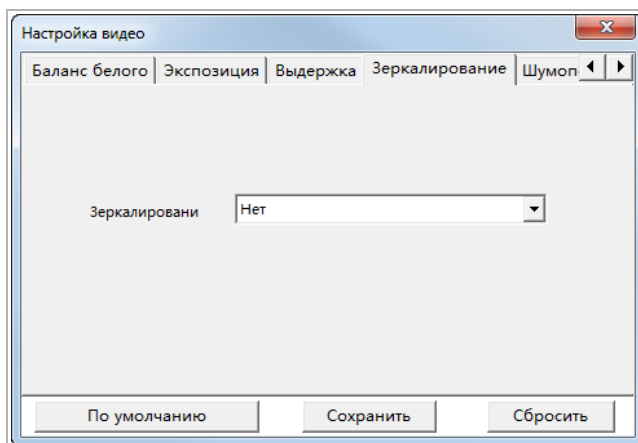 Настройка видео
Баланс белого Экспозиция Выдержка Зеркалирование Шумоп
Зеркалировани Нет
По умолчанию Сохранить Сбросить